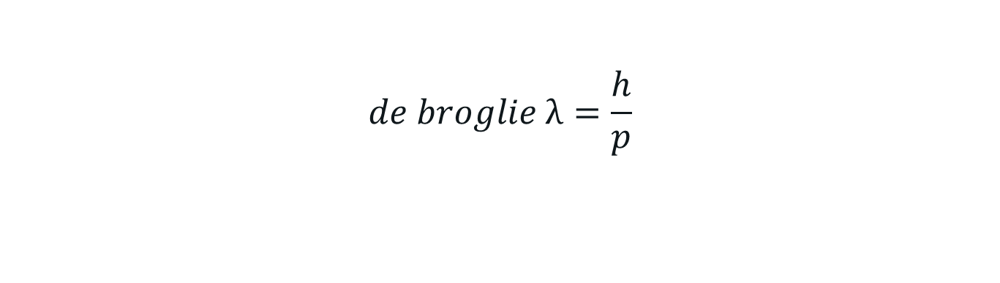 de broglie λ = h/p